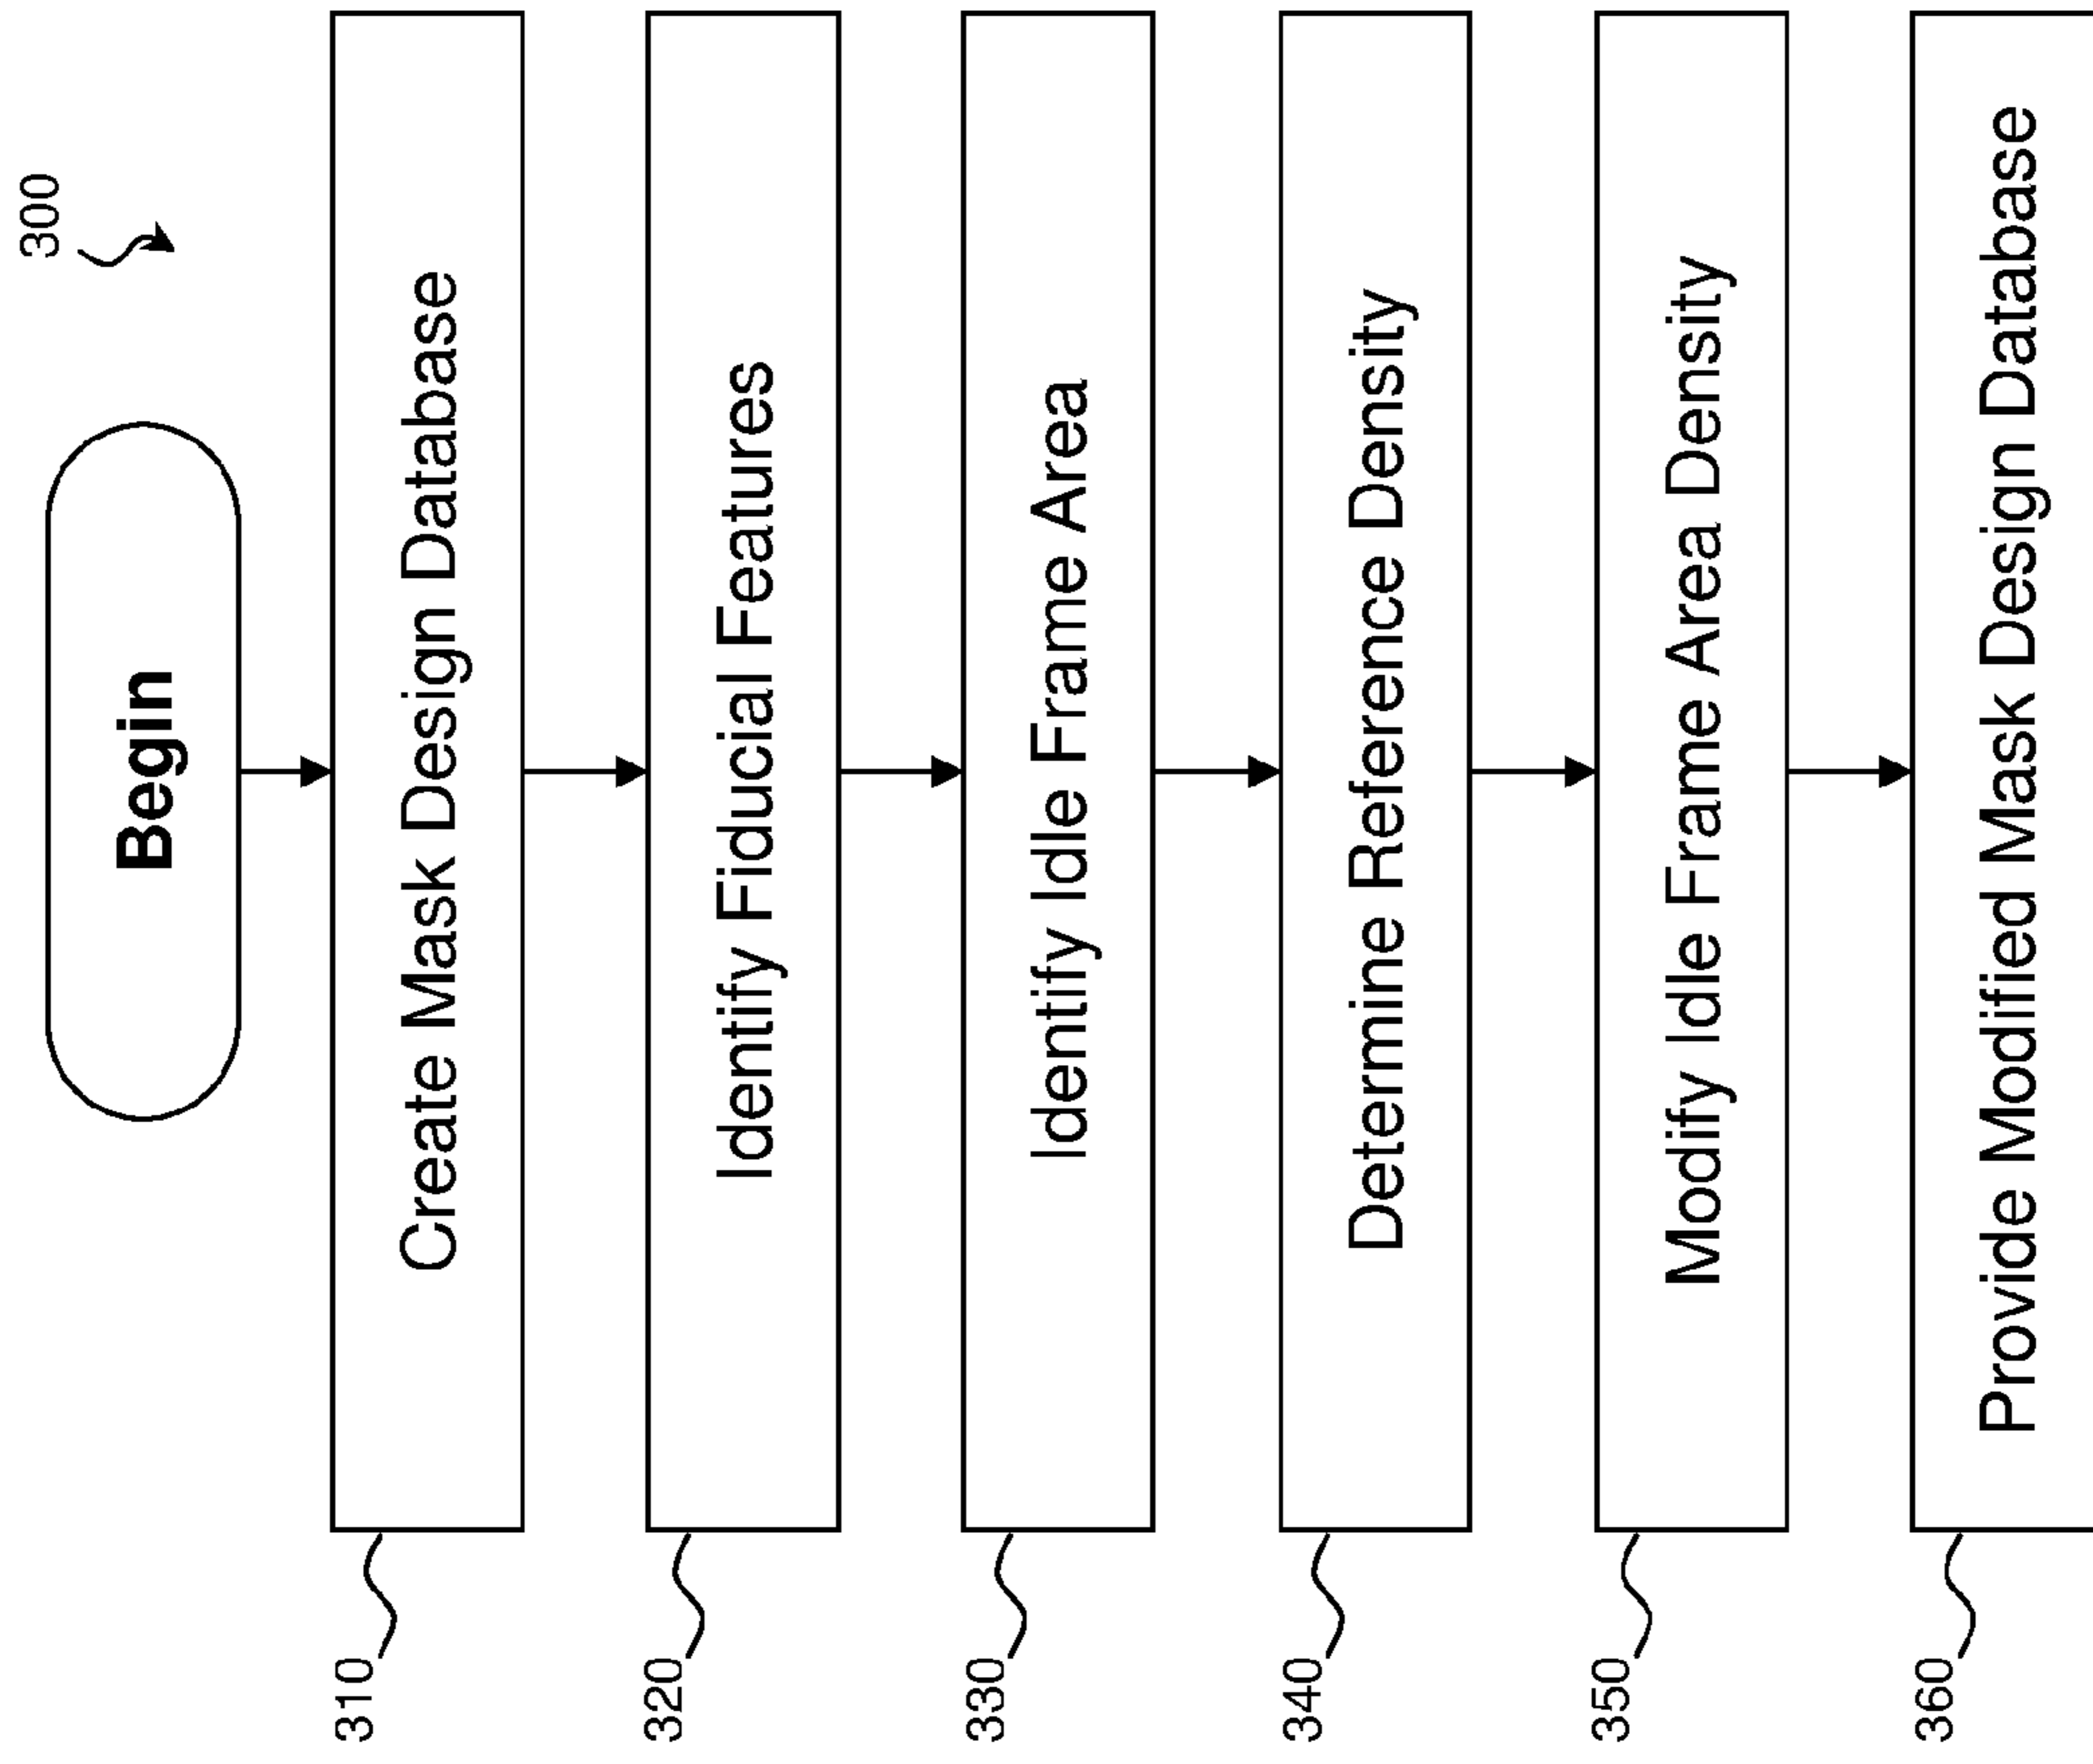 300
Begin
310
Create Mask Design Database
320
Identify Fiducial Features
330
Identify Idle Frame Area
340
Determine Reference Density
350
Modify Idle Frame Area Density
360
Provide Modified Mask Design Database